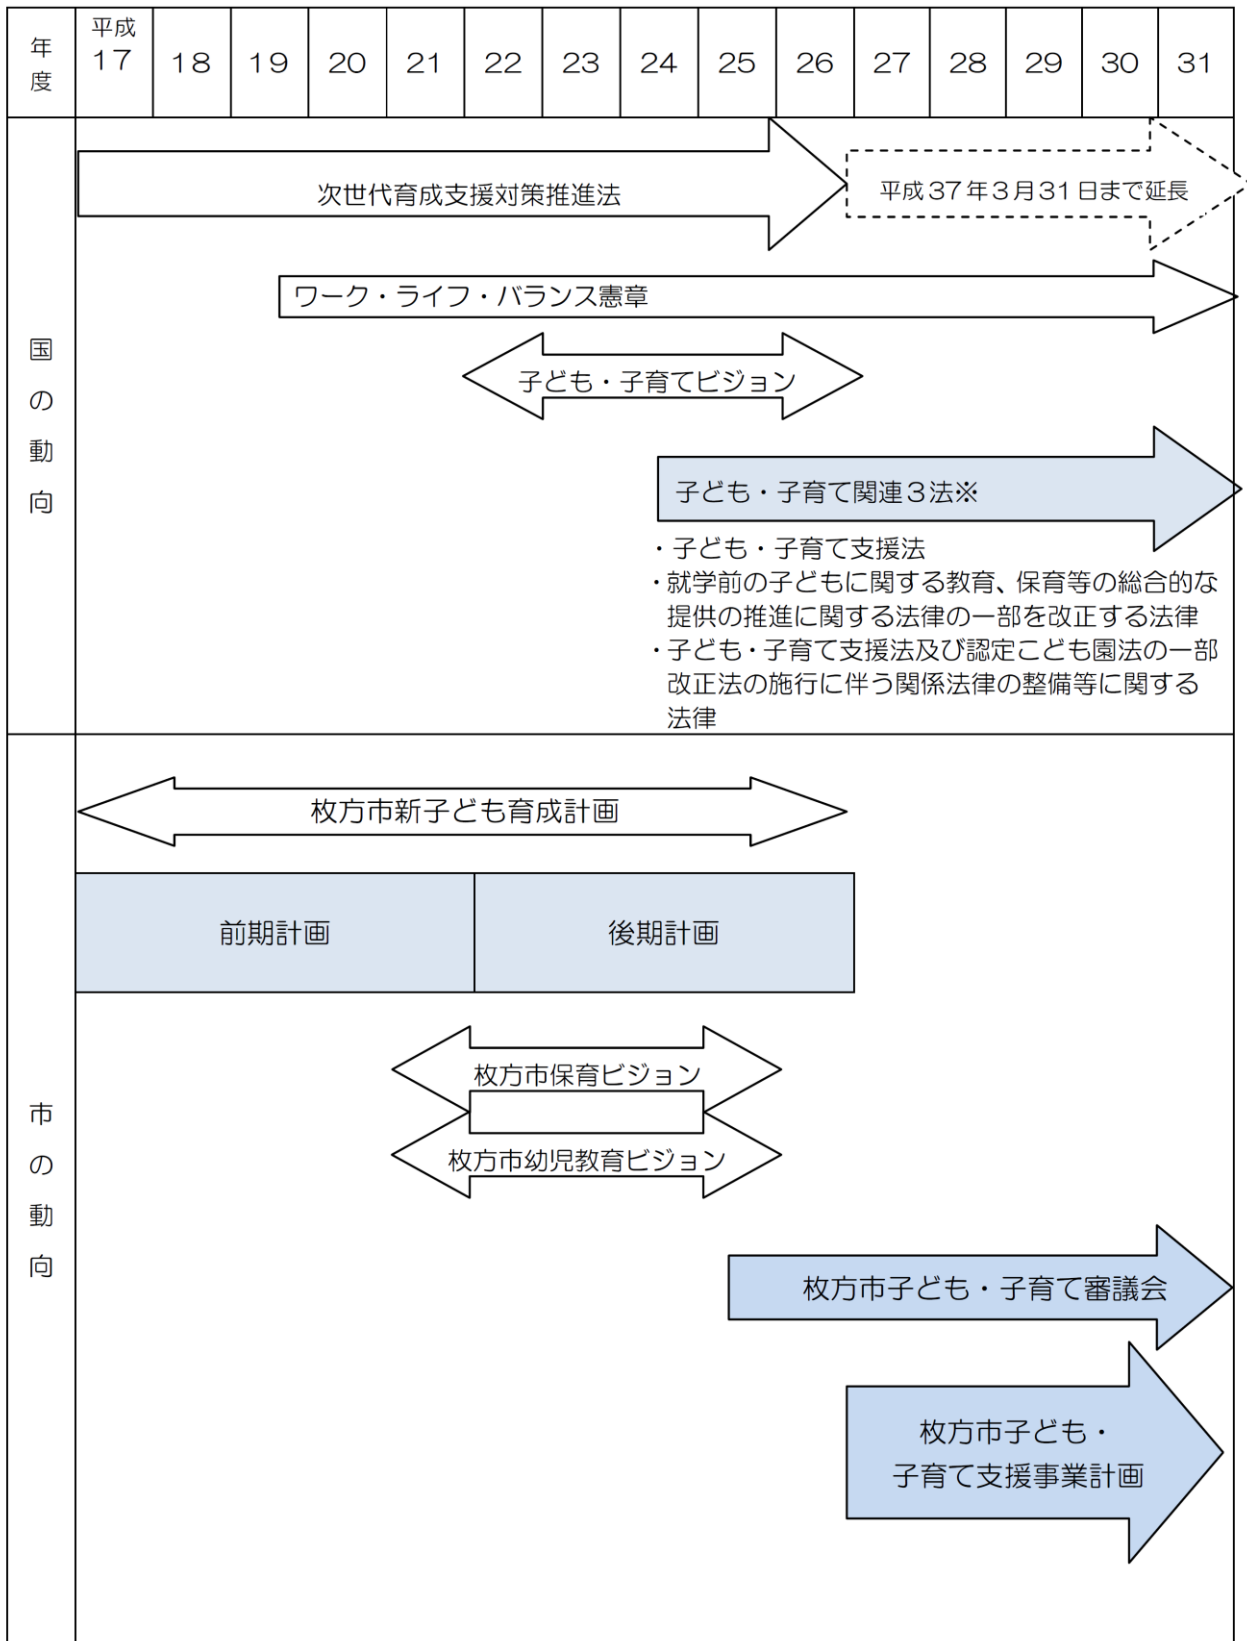 年度
平成
17
18
19
20
21
22
23
24
25
26
27
28
29
30
31
国の動向
次世代育成支援対策推進法
平成37年3月31日まで延長
ワーク・ライフ・バランス憲章
子ども・子育てビジョン
子ども・子育て関連3法※
・子ども・子育て支援法
・就学前の子どもに関する教育、保育等の総合的な
提供の推進に関する法律の一部を改正する法律
・子ども・子育て支援法及び認定こども園法の一部
改正法の施行に伴う関係法律の整備等に関する
法律
市の動向
枚方市新子ども育成計画
前期計画
後期計画
枚方市保育ビジョン
枚方市幼児教育ビジョン
枚方市子ども・子育て審議会
枚方市子ども・
子育て支援事業計画